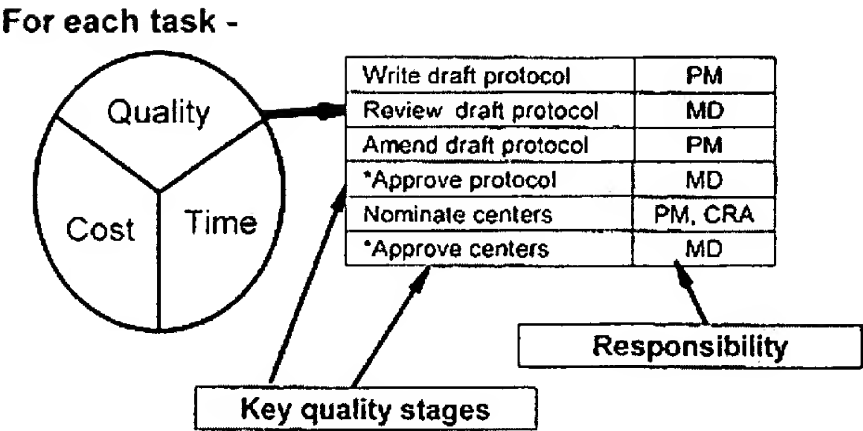 For each task -
Quality
Cost
Time
Write draft protocol PM
Review draft protocol MD
Amend draft protocol PM
*Approve protocol MD
Nominate centers PM, CRA
*Approve centers MD
Responsibility
Key quality stages